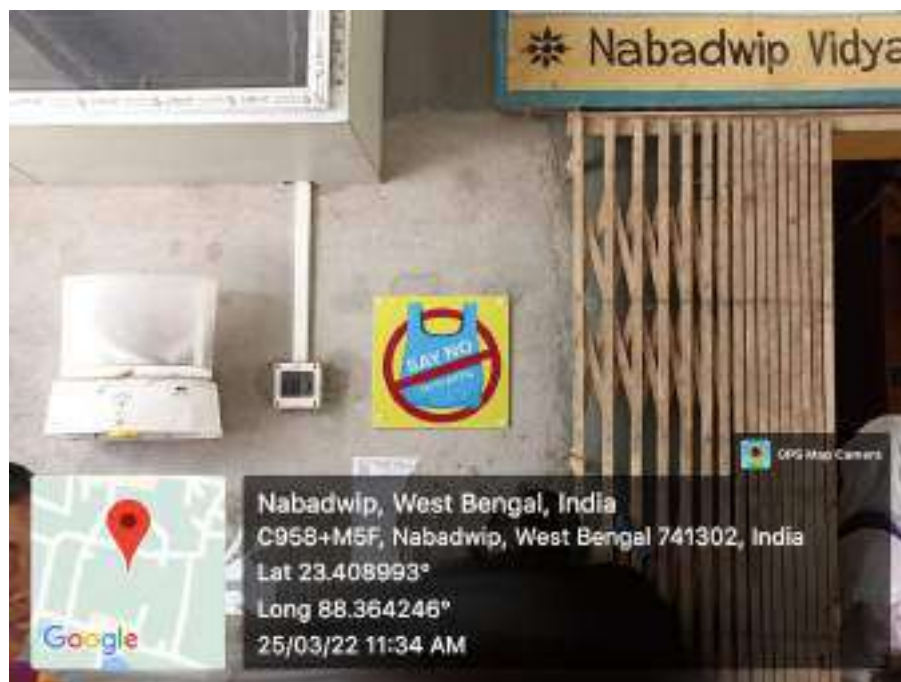 Nabadwip Vidya
SAY NO
GPS Map Camera
Nabadwip, West Bengal, India
C958+M5F, Nabadwip, West Bengal 741302, India
Lat 23.408993°
Long 88.364246°
25/03/22 11:34 AM
Google